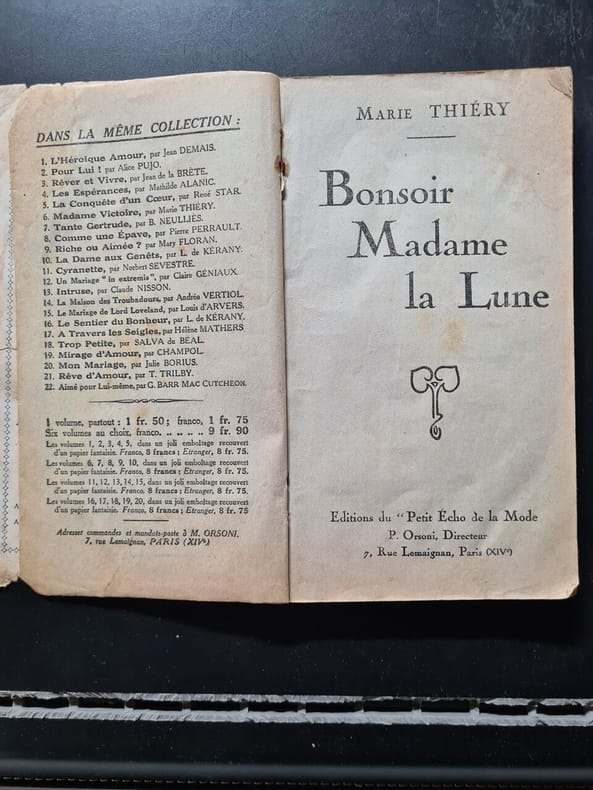 DANS LA MÊME COLLECTION :
1. L'Héroïque Amour, par Jean DEMAIS.
2. Pour Lui ! par Alice PUJO.
3. Rêver et Vivre, par Jean de la BRÈTE.
4. Les Espérances, par Mathilde ALANIC.
5. La Conquête d'un Cœur, par René STAR.
6. Madame Victoire, par Marie THIÉRY.
7. Tante Gertrude, par B. NEULLIÈS.
8. Comme une Épave, par Pierre PERRAULT.
9. Riche ou Aimée ? par Mary FLORAN.
10. La Dame aux Genêts, par L. de KÉRANY.
11. Cyranette, par Norbert SEVESTRE.
12. Un Mariage "in extremis", par Claire GÉNIAUX.
13. Intruse, par Claude NISSON.
14. La Maison des Troubadours, par Andrée VERTIOL.
15. Le Mariage de Lord Loveland, par Louis d'ARVERS.
16. Le Sentier du Bonheur, par L. de KÉRANY.
17. A Travers les Seigles, par Hélène MATHERS
18. Trop Petite, par SALVA du BÉAL.
19. Mirage d'Amour, par CHAMPOL.
20. Mon Mariage, par Julie BORIUS.
21. Rêve d'Amour, par T. TRILBY.
22. Aimé pour Lui-même, par G. BARR MAC CUTCHEON.
1 volume, partout : 1 fr. 50 ; franco, 1 fr. 75
Six volumes au choix, franco. . . . . . . 9 fr. 90
Les volumes 1, 2, 3, 4, 5, dans un joli emboîtage recouvert
d'un papier fantaisie. Franco, 8 francs ; Etranger, 8 fr. 75.
Les volumes 6, 7, 8, 9, 10, dans un joli emboîtage recouvert
d'un papier fantaisie. Franco, 8 francs ; Etranger, 8 fr. 75
Les volumes 11, 12, 13, 14, 15, dans un joli emboîtage recouvert
d'un papier fantaisie. Franco, 8 francs ; Etranger, 8 fr. 75
Les volumes 16, 17, 18, 19, 20, dans un joli emboîtage recouvert
d'un papier fantaisie. Franco, 8 francs ; Etranger, 8 fr. 75
Adresser commandes et mandats-poste à M. ORSONI,
7, rue Lemaignan, PARIS (XIVe)
MARIE THIÉRY
Bonsoir
Madame
la Lune
Editions du " Petit Écho de la Mode
P. Orsoni, Directeur
7, Rue Lemaignan, Paris (XIVe)